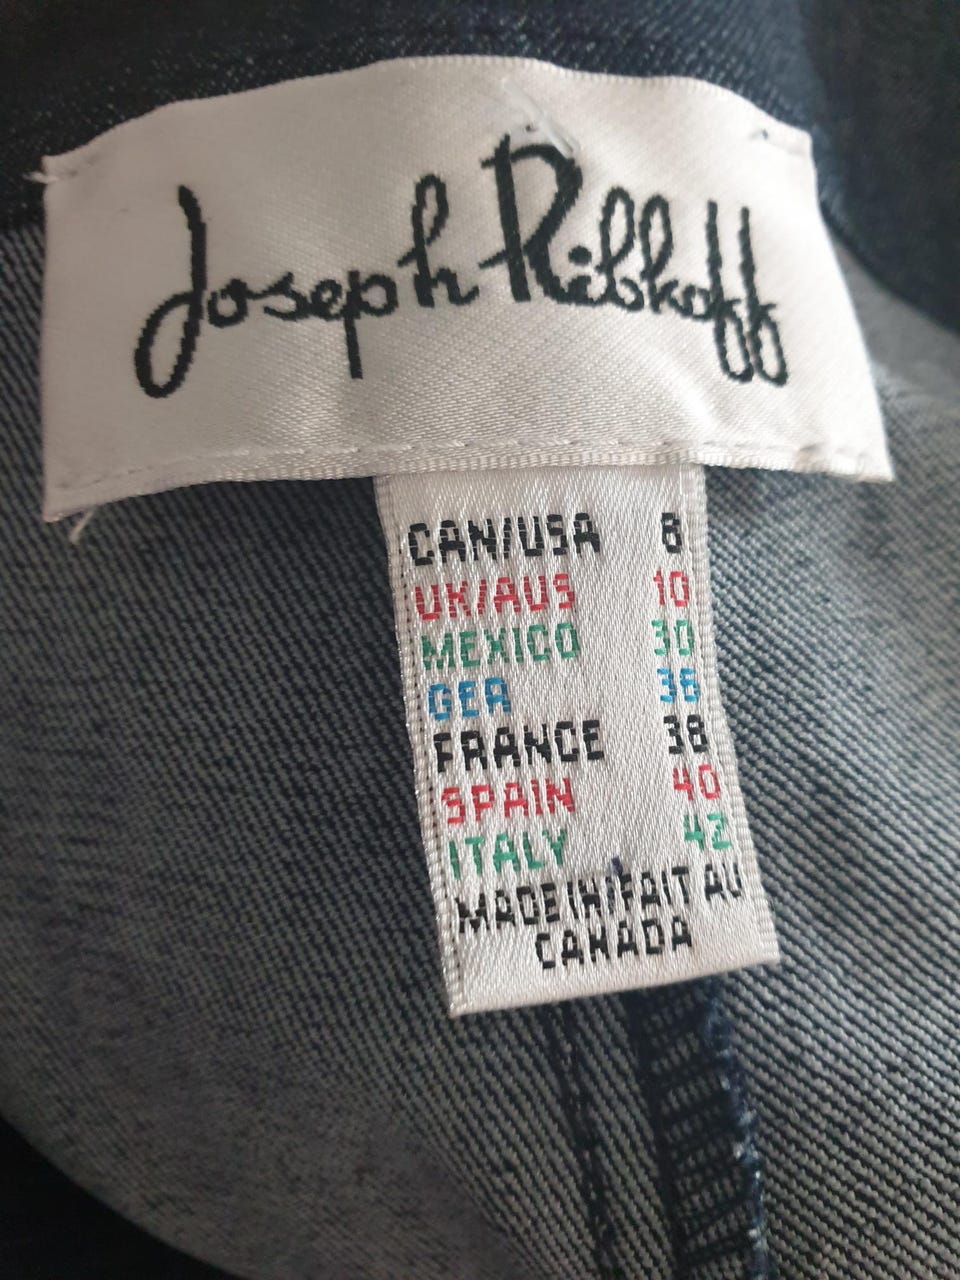 Joseph Ribkoff
CAN/USA 8
UK/AUS 10
MEXICO 30
GER 36
FRANCE 38
SPAIN 40
ITALY 42
MADE IN/FAIT AU
CANADA